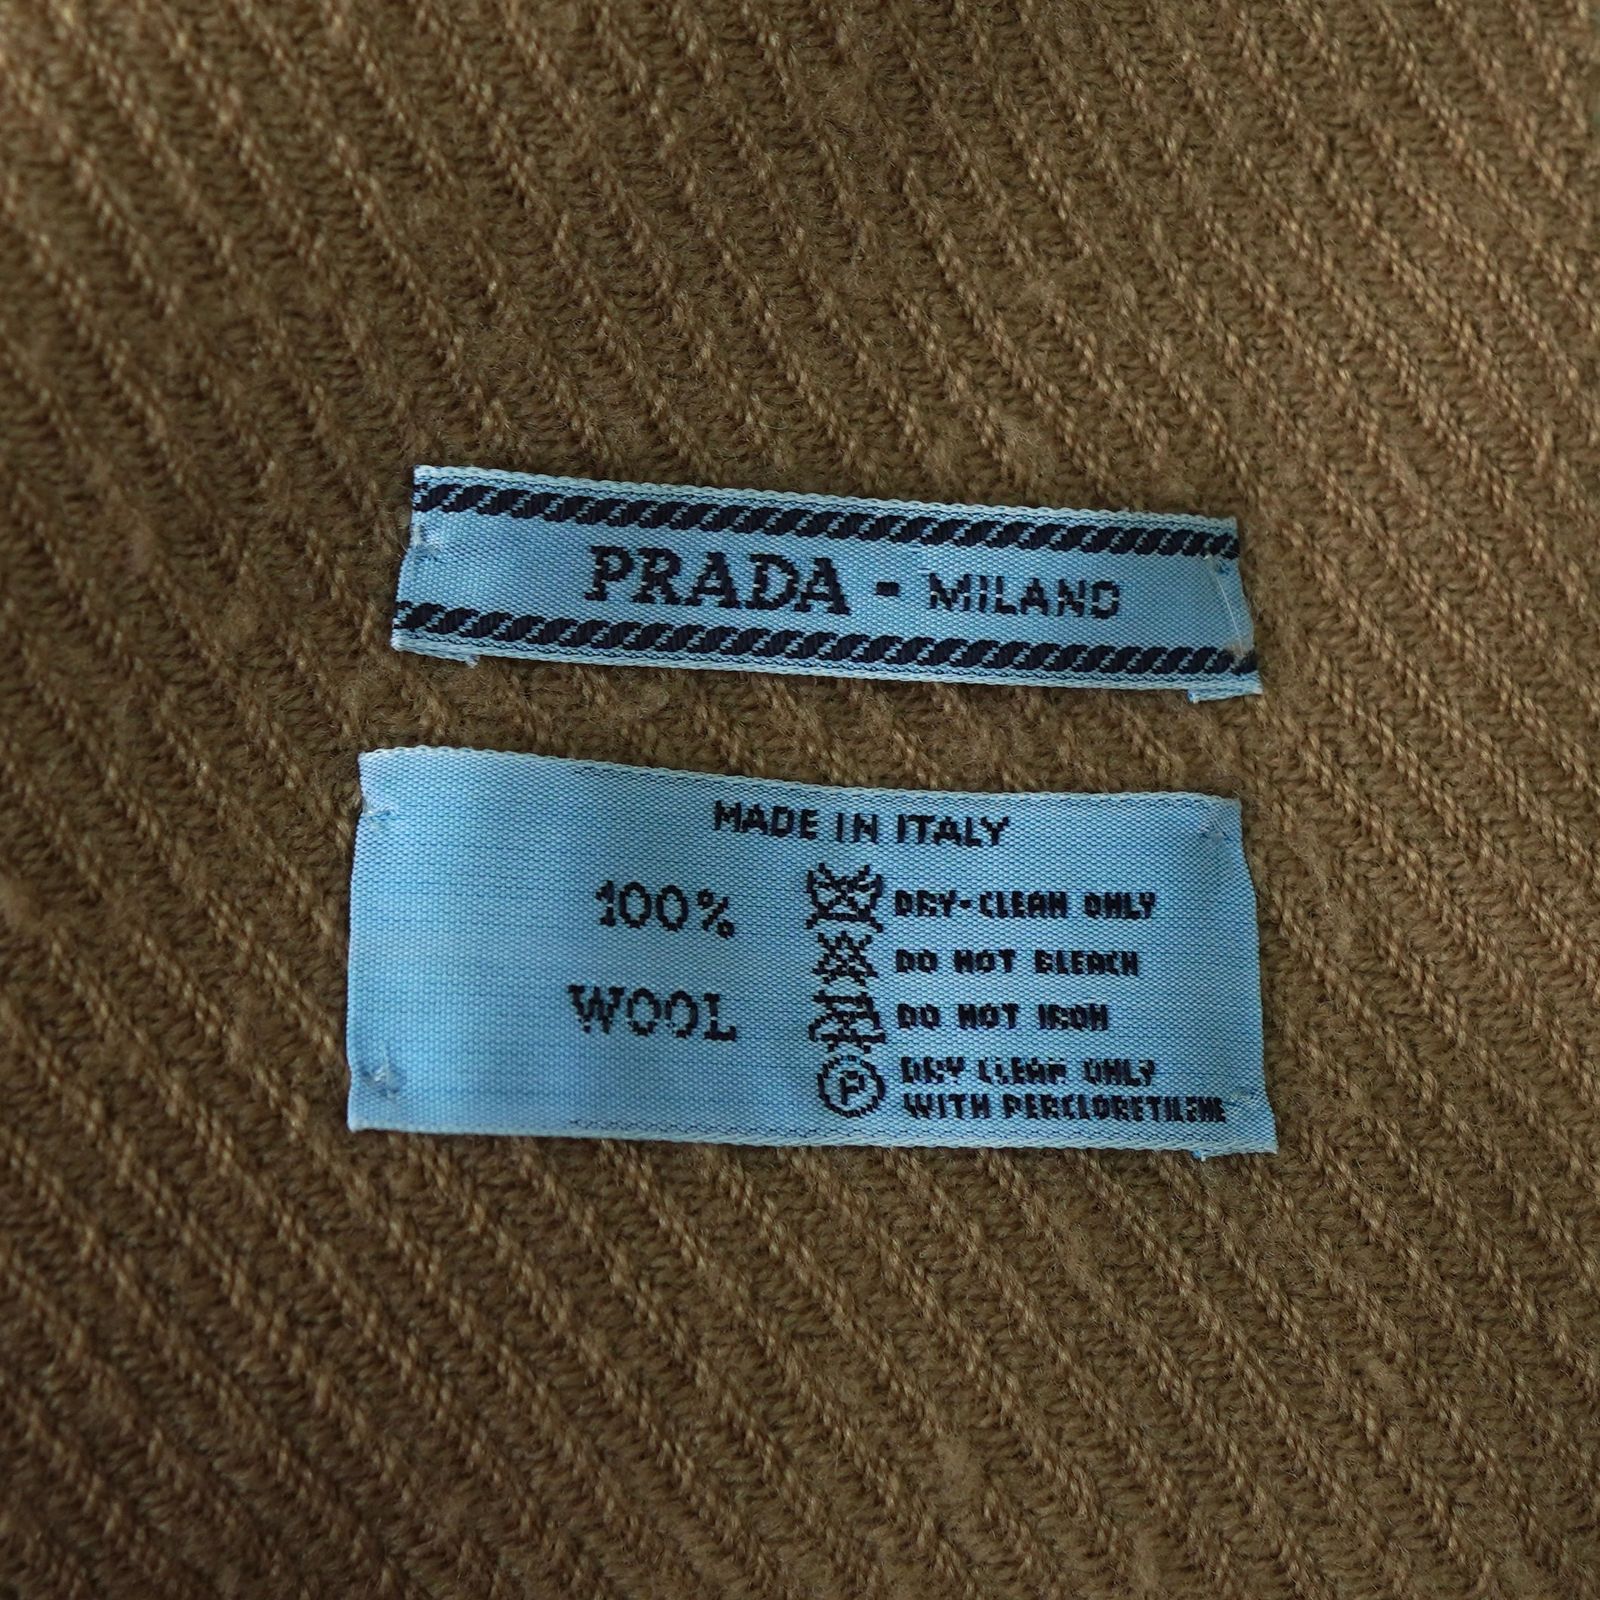 PRADA - MILANO
MADE IN ITALY
100%
WOOL
DRY-CLEAN ONLY
DO NOT BLEACH
DO NOT IRON
P
DRY CLEAN ONLY
WITH PERCLORETILENE